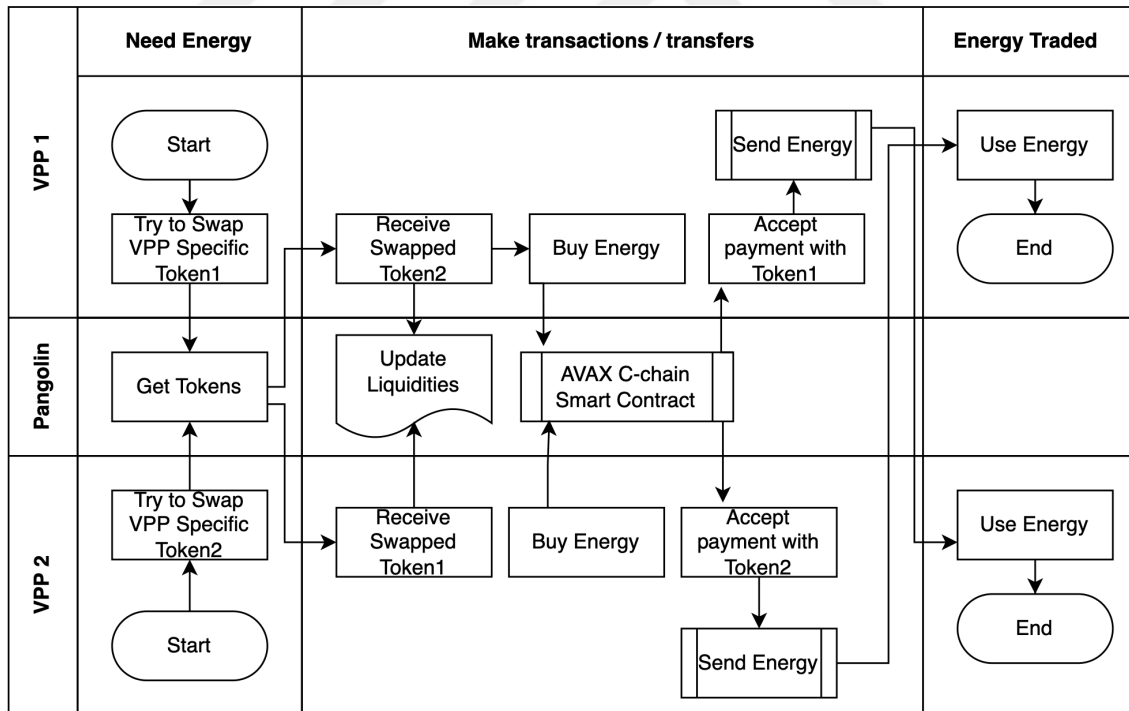 Need Energy
Make transactions / transfers
Energy Traded
VPP 1
Start
Try to Swap
VPP Specific
Token1
Receive
Swapped
Token2
Buy Energy
Send Energy
Accept
payment with
Token1
Use Energy
End
Pangolin
Get Tokens
Update
Liquidities
AVAX C-chain
Smart Contract
VPP 2
Try to Swap
VPP Specific
Token2
Start
Receive
Swapped
Token1
Buy Energy
Accept
payment with
Token2
Send Energy
Use Energy
End